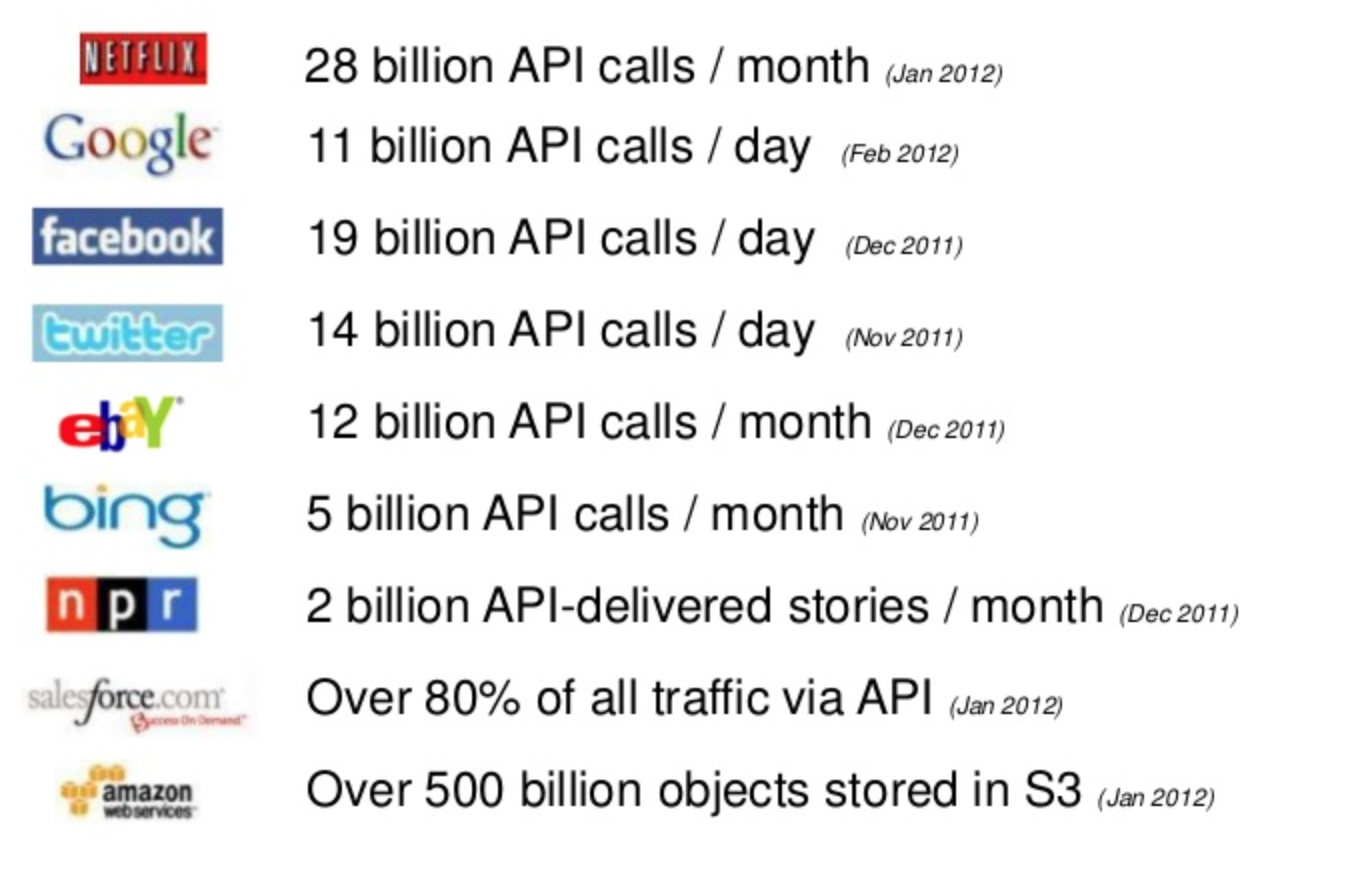 NETFLIX 28 billion API calls / month (Jan 2012)
Google™ 11 billion API calls / day (Feb 2012)
facebook 19 billion API calls / day (Dec 2011)
twitter 14 billion API calls / day (Nov 2011)
ebaY® 12 billion API calls / month (Dec 2011)
bing™ 5 billion API calls / month (Nov 2011)
npr 2 billion API-delivered stories / month (Dec 2011)
salesforce.com® Over 80% of all traffic via API (Jan 2012)
Success On Demand.™
amazon Over 500 billion objects stored in S3 (Jan 2012)
webservices™